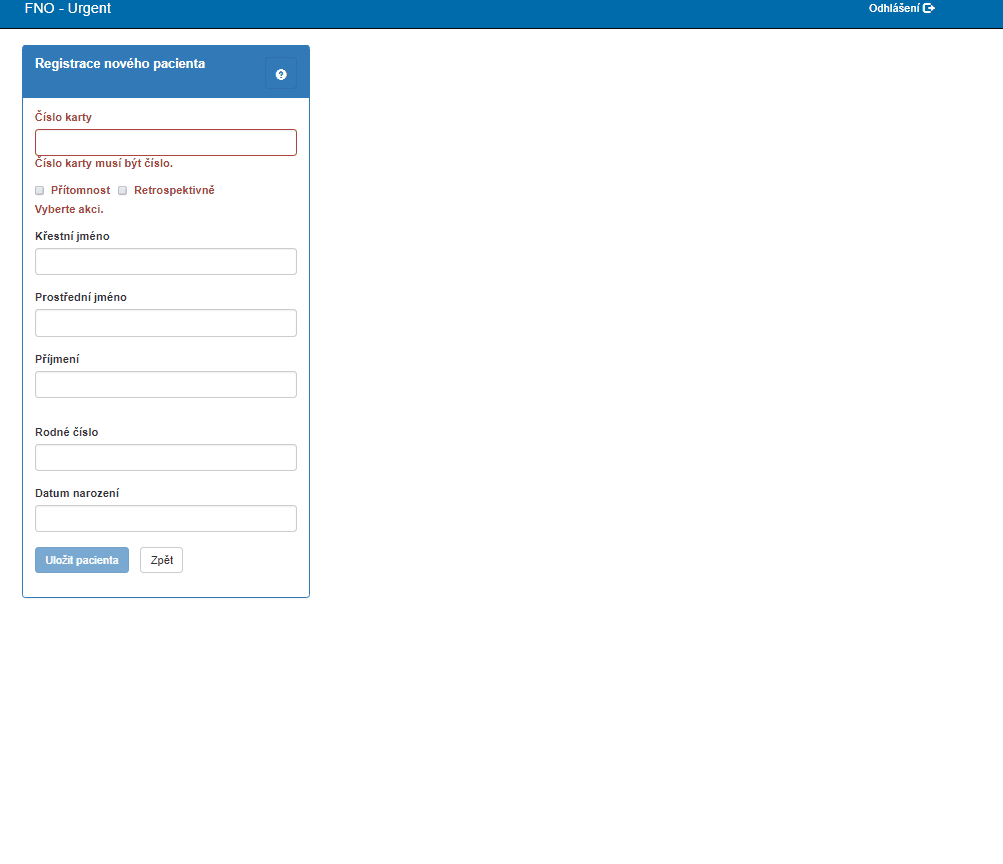 FNO - Urgent
Odhlášení
Registrace nového pacienta
Číslo karty
Číslo karty musí být číslo.
Přítomnost Retrospektivně
Vyberte akci.
Křestní jméno
Prostřední jméno
Příjmení
Rodné číslo
Datum narození
Uložit pacienta Zpět